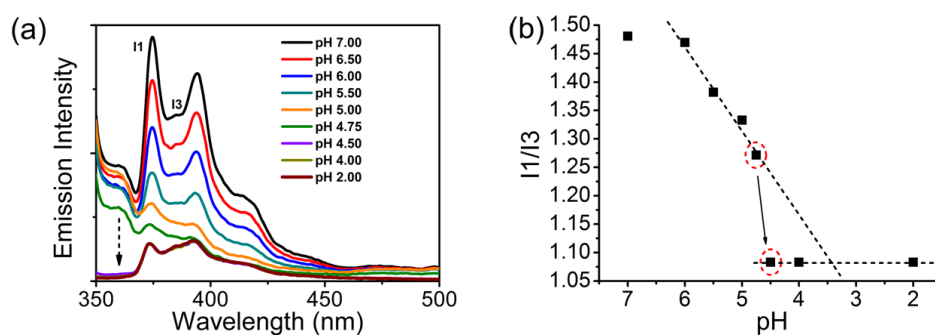 (a)
I1
I3
pH 7.00
pH 6.50
pH 6.00
pH 5.50
pH 5.00
pH 4.75
pH 4.50
pH 4.00
pH 2.00
Emission Intensity
350 400 450 500
Wavelength (nm)
(b)
1.50
1.45
1.40
1.35
1.30
1.25
1.20
1.15
1.10
1.05
I1/I3
7 6 5 4 3 2
pH